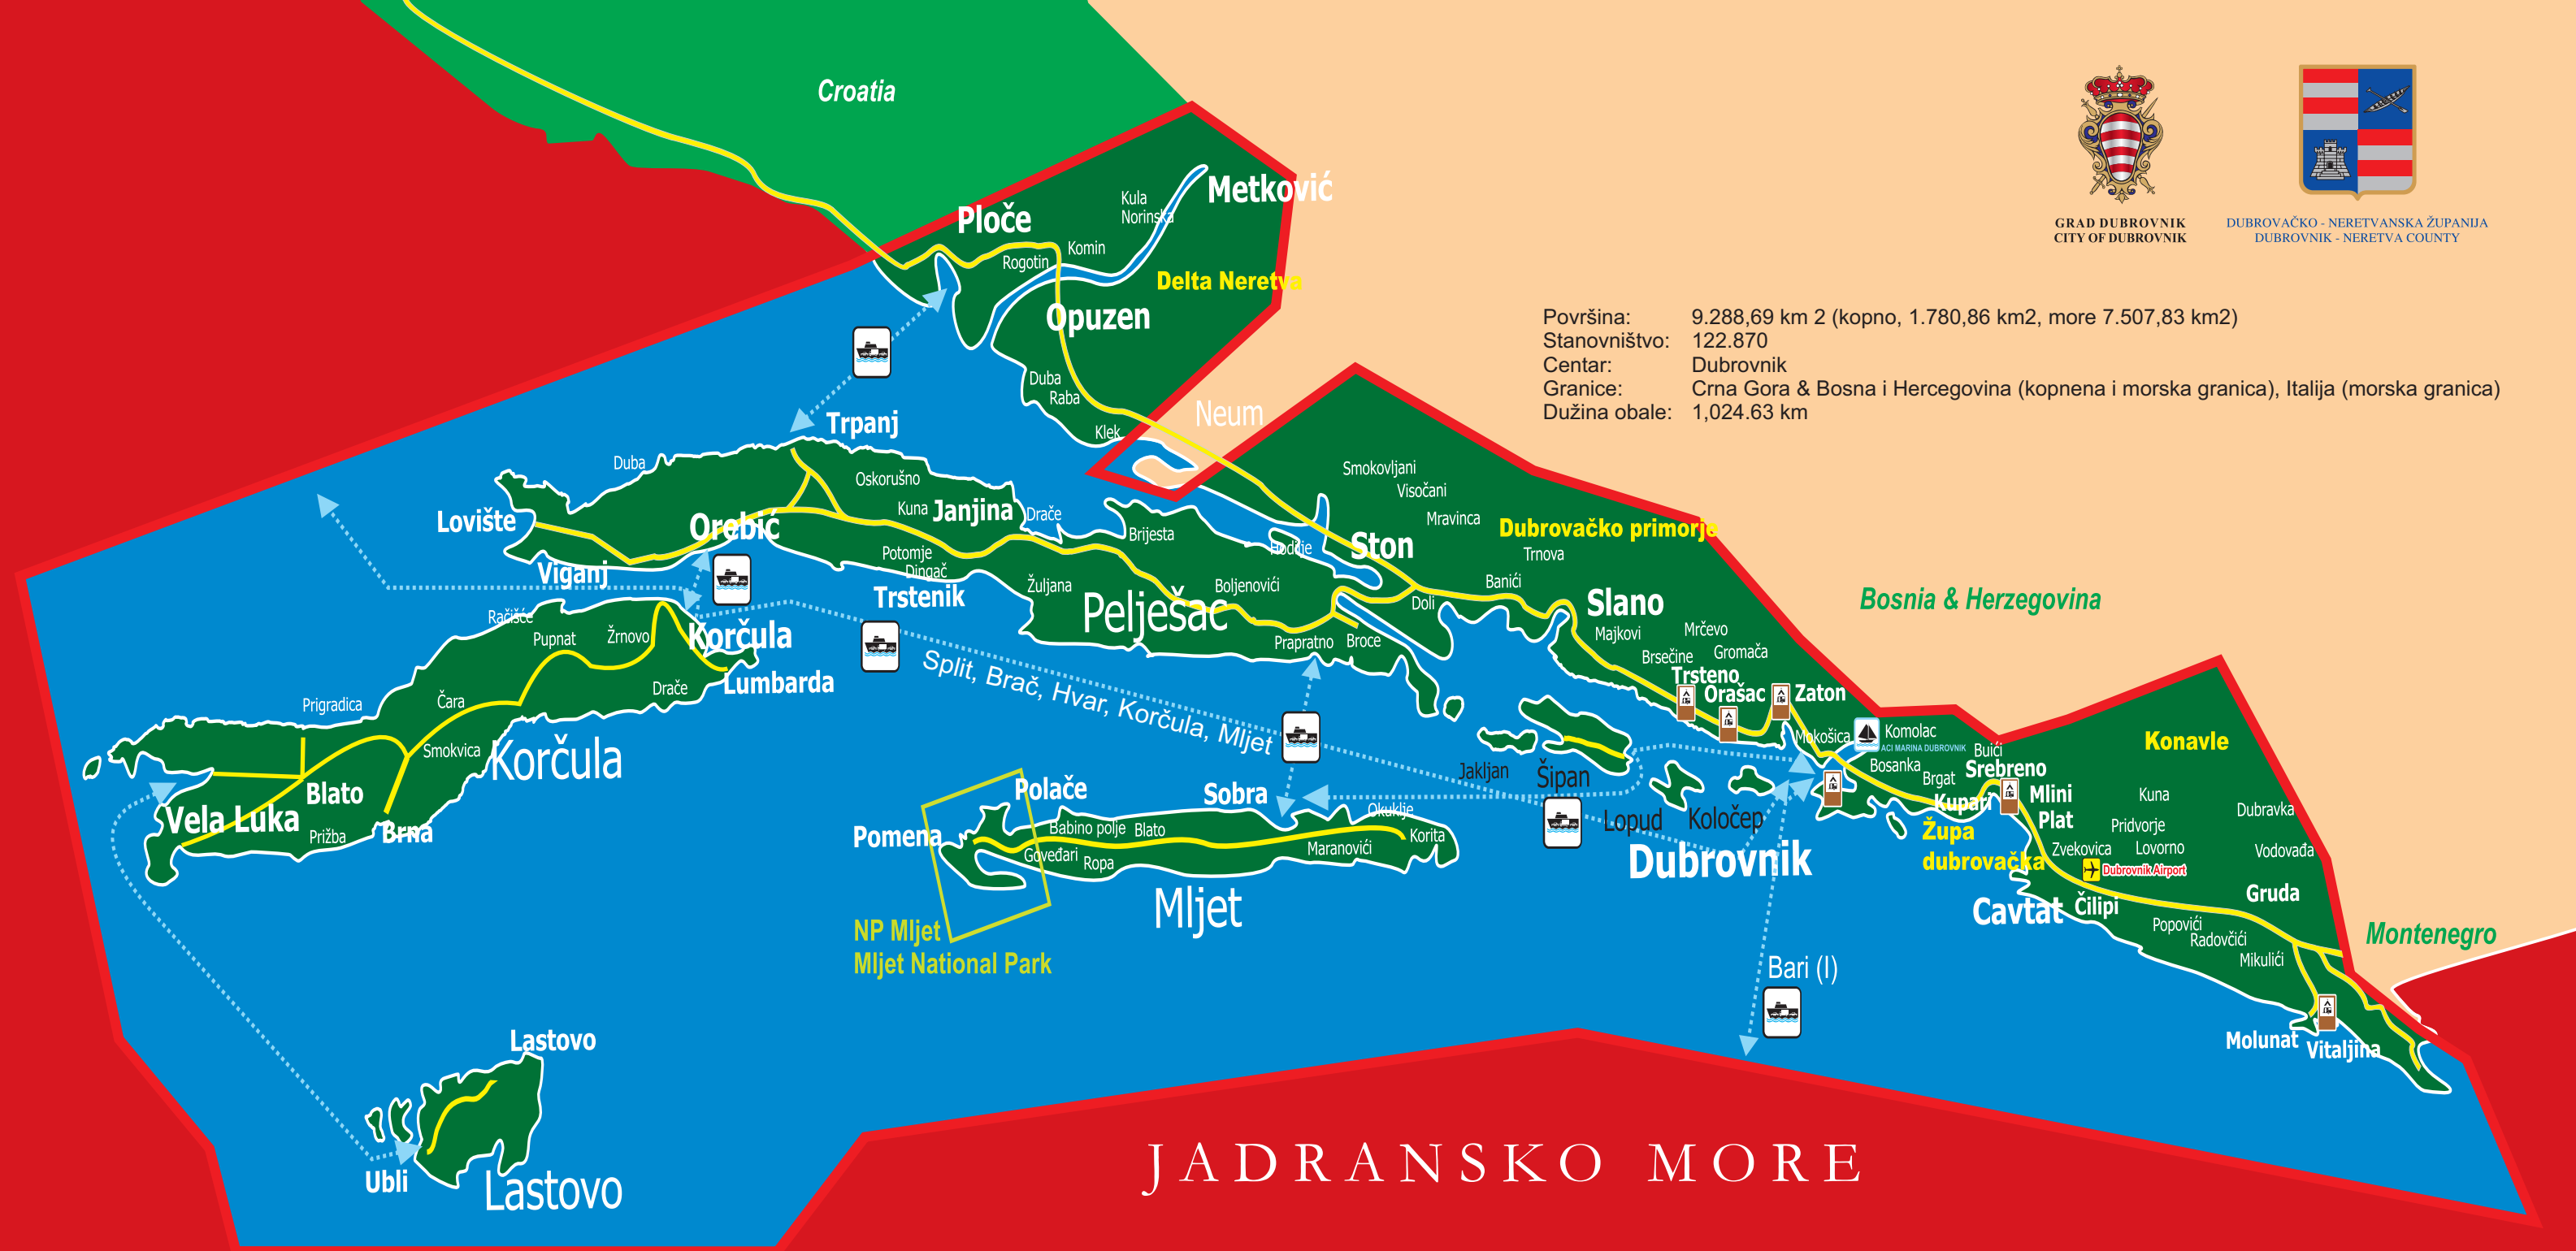 Croatia
GRAD DUBROVNIK
CITY OF DUBROVNIK
DUBROVAČKO - NERETVANSKA ŽUPANIJA
DUBROVNIK - NERETVA COUNTY
Metković
Kula
Norinska
Ploče
Komin
Rogotin
Delta Neretva
Opuzen
Površina: 9.288,69 km 2 (kopno, 1.780,86 km2, more 7.507,83 km2)
Stanovništvo: 122.870
Centar: Dubrovnik
Granice: Crna Gora & Bosna i Hercegovina (kopnena i morska granica), Italija (morska granica)
Dužina obale: 1,024.63 km
Duba
Raba
Klek
Neum
Trpanj
Duba
Oskorušno
Kuna
Janjina
Drače
Lovište
Orebić
Viganj
Potomje
Dingač
Trstenik
Žuljana
Brijesta
Hodilje
Ston
Boljenovići
Pelješac
Prapratno
Broce
Smokovljani
Visočani
Mravinca
Dubrovačko primorje
Trnova
Banići
Doli
Slano
Majkovi
Mrčevo
Brsečine
Gromača
Trsteno
Orašac
Zaton
Bosnia & Herzegovina
Račišće
Pupnat
Žrnovo
Korčula
Lumbarda
Drače
Prigradica
Čara
Smokvica
Korčula
Blato
Vela Luka
Prižba
Brna
Split, Brač, Hvar, Korčula, Mljet
Polače
Sobra
Pomena
Babino polje
Blato
Goveđari
Ropa
Okuklje
Maranovići
Korita
Mljet
NP Mljet
Mljet National Park
Jakljan
Šipan
Lopud
Koločep
Dubrovnik
Mokošica
Komolac
ACI MARINA DUBROVNIK
Buići
Bosanka
Brgat
Srebreno
Kupari
Mlini
Plat
Župa
dubrovačka
Konavle
Kuna
Dubravka
Pridvorje
Zvekovica
Lovorno
Vodovađa
Dubrovnik Airport
Gruda
Cavtat
Čilipi
Popovići
Radovčići
Mikulići
Montenegro
Molunat
Vitaljina
Bari (I)
Lastovo
Ubli
Lastovo
JADRANSKO MORE